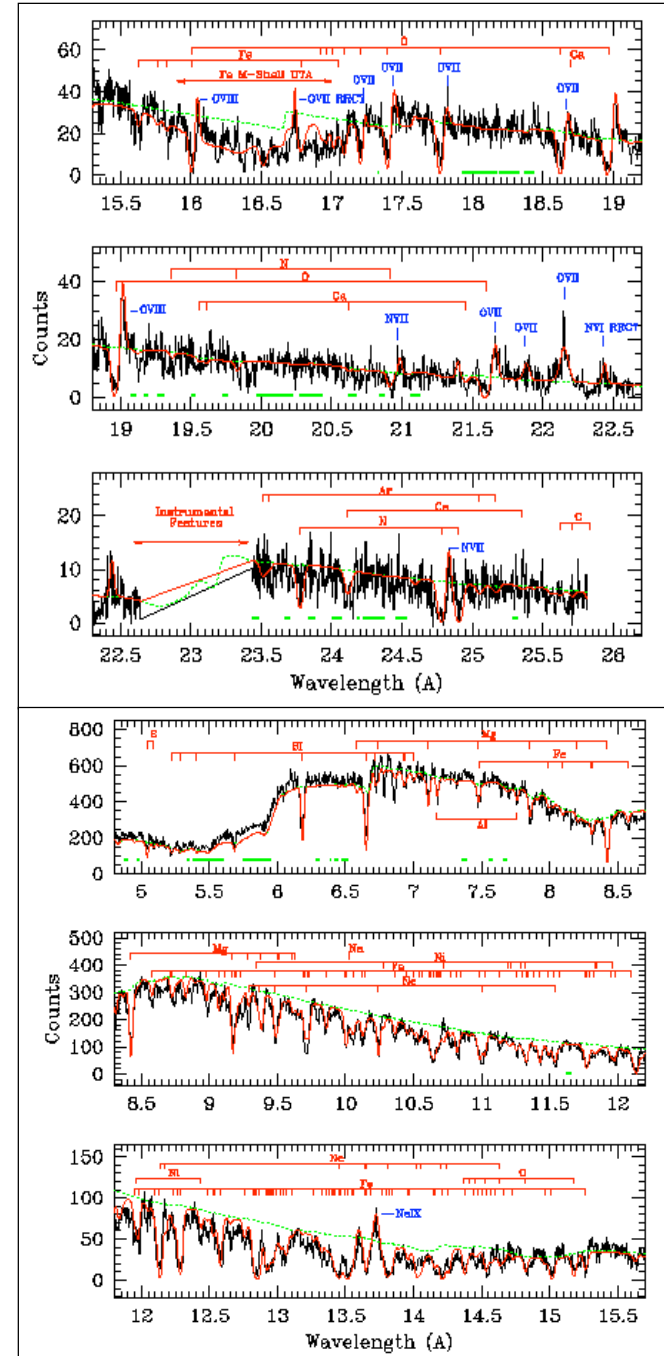 O
Fe
Ca
Fe M-Shell UTA
OVII
OVII
OVII
OVIII
OVII RRC?
OVII
60
40
20
0
15.5 16 16.5 17 17.5 18 18.5 19
N
O
Ca
OVIII
NVII
OVII
OVII
OVII
NVI RRC?
40
20
0
Counts
19 19.5 20 20.5 21 21.5 22 22.5
Ar
Ca
N
C
Instrumental
Features
NVII
20
10
0
22.5 23 23.5 24 24.5 25 25.5 26
Wavelength (A)
S
Si
Mg
Fe
Al
800
600
400
200
0
5 5.5 6 6.5 7 7.5 8 8.5
Mg
Na
Ni
Fe
Ne
500
400
300
200
100
0
Counts
8.5 9 9.5 10 10.5 11 11.5 12
Ne
Ni
O
Fe
NeIX
150
100
50
0
12 12.5 13 13.5 14 14.5 15 15.5
Wavelength (A)